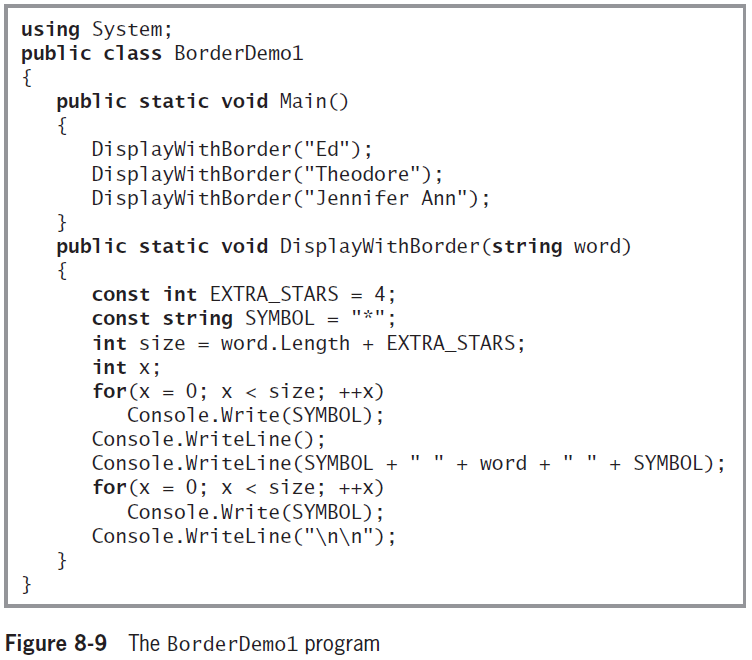 using System;
public class BorderDemo1
{
   public static void Main()
   {
      DisplayWithBorder("Ed");
      DisplayWithBorder("Theodore");
      DisplayWithBorder("Jennifer Ann");
   }
   public static void DisplayWithBorder(string word)
   {
      const int EXTRA_STARS = 4;
      const string SYMBOL = "*";
      int size = word.Length + EXTRA_STARS;
      int x;
      for(x = 0; x < size; ++x)
         Console.Write(SYMBOL);
      Console.WriteLine();
      Console.WriteLine(SYMBOL + " " + word + " " + SYMBOL);
      for(x = 0; x < size; ++x)
         Console.Write(SYMBOL);
      Console.WriteLine("\n\n");
   }
}
Figure 8-9 The BorderDemo1 program